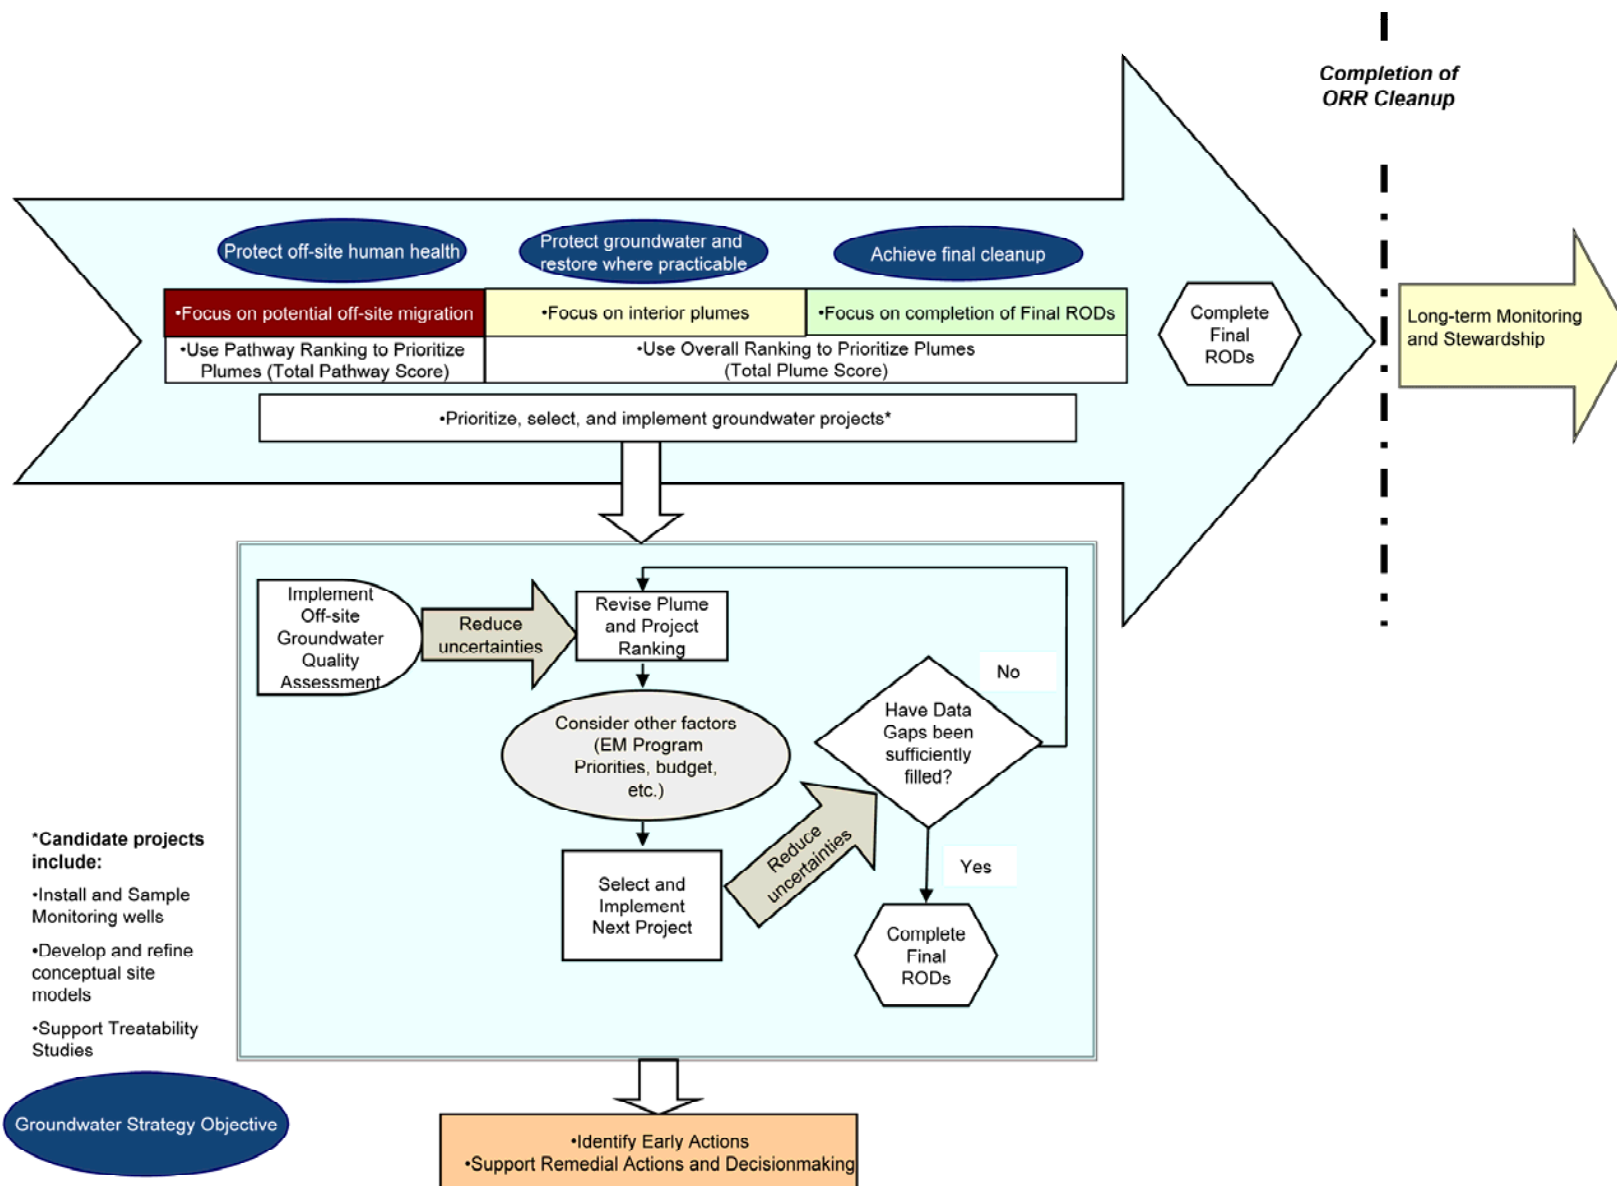 Completion of
ORR Cleanup
Protect off-site human health
Protect groundwater and
restore where practicable
Achieve final cleanup
•Focus on potential off-site migration
•Focus on interior plumes
•Focus on completion of Final RODs
•Use Pathway Ranking to Prioritize
Plumes (Total Pathway Score)
•Use Overall Ranking to Prioritize Plumes
(Total Plume Score)
•Prioritize, select, and implement groundwater projects*
Complete
Final
RODs
Long-term Monitoring
and Stewardship
Implement
Off-site
Groundwater
Quality
Assessment
Reduce
uncertainties
Revise Plume
and Project
Ranking
Consider other factors
(EM Program
Priorities, budget,
etc.)
Select and
Implement
Next Project
Reduce
uncertainties
Have Data
Gaps been
sufficiently
filled?
No
Yes
Complete
Final
RODs
*Candidate projects
include:
•Install and Sample
Monitoring wells
•Develop and refine
conceptual site
models
•Support Treatability
Studies
Groundwater Strategy Objective
•Identify Early Actions
•Support Remedial Actions and Decisionmaking